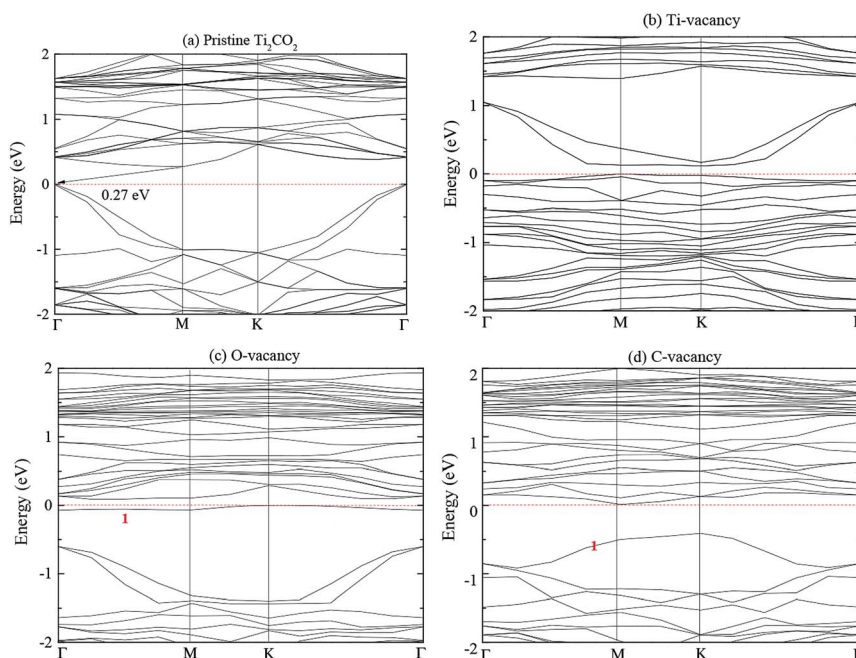 (a) Pristine Ti₂CO₂
Energy (eV)
2
1
0
-1
-2
0.27 eV
Γ M K Γ
(b) Ti-vacancy
Energy (eV)
2
1
0
-1
-2
Γ M K
(c) O-vacancy
Energy (eV)
2
1
0
-1
-2
1
Γ M K Γ
(d) C-vacancy
Energy (eV)
2
1
0
-1
-2
1
Γ M K